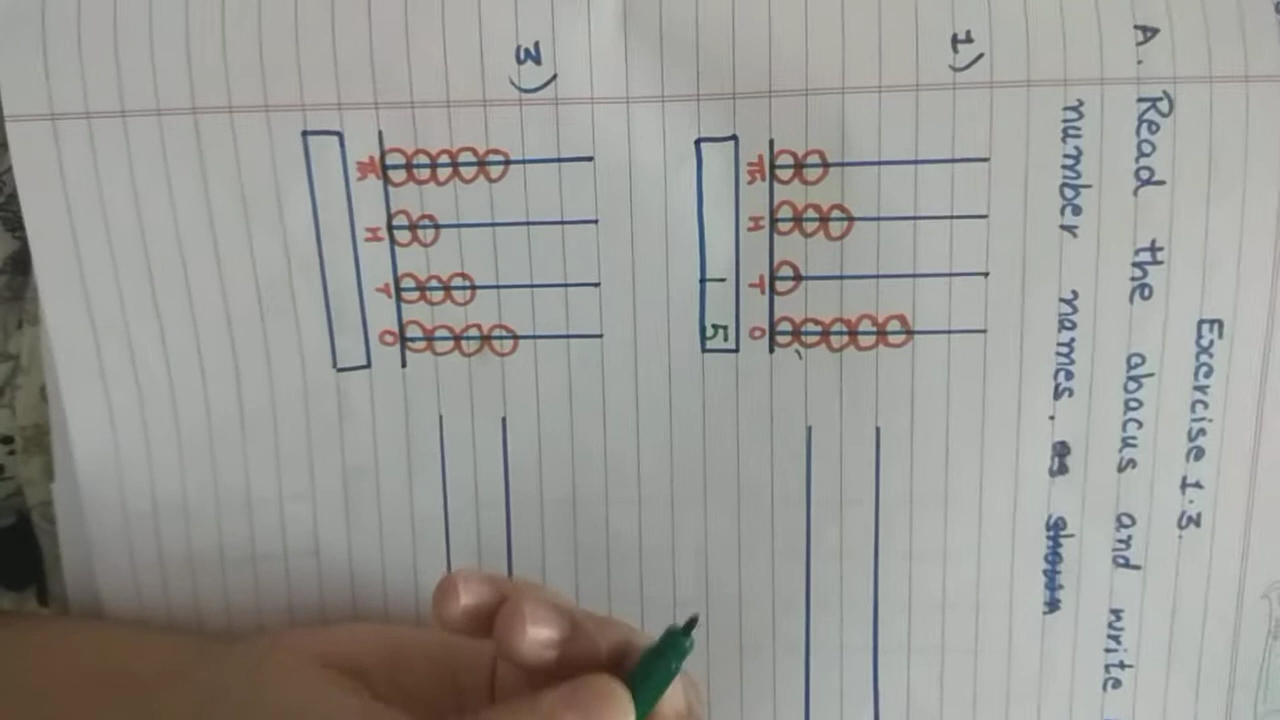 Exercise 1.3.
A. Read the abacus and write
number names. as shown
1)
Th H T O
1 5
3)
Th H T O